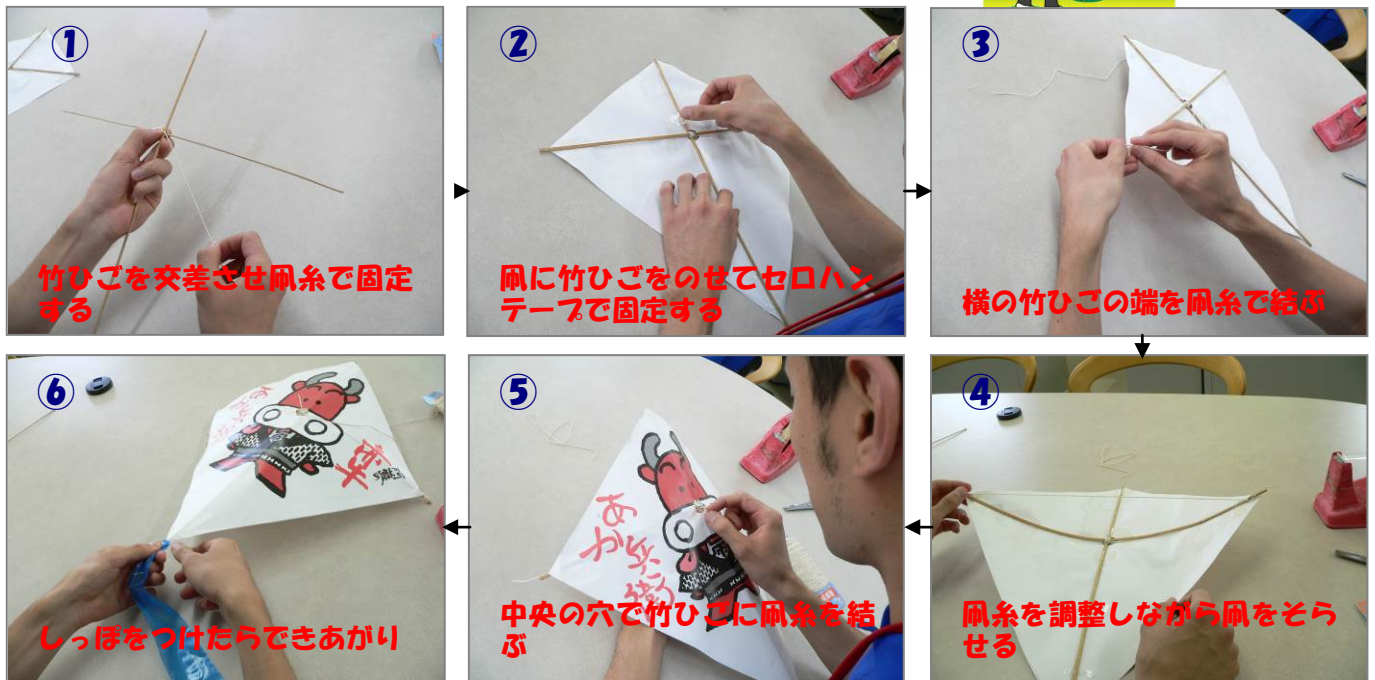 ①
竹ひごを交差させ凧糸で固定
する
②
凧に竹ひごをのせてセロハン
テープで固定する
③
横の竹ひごの端を凧糸で結ぶ
④
凧糸を調整しながら凧をそら
せる
⑤
あか
兵衛
中央の穴で竹ひごに凧糸を結
ぶ
⑥
しっぽをつけたらできあがり